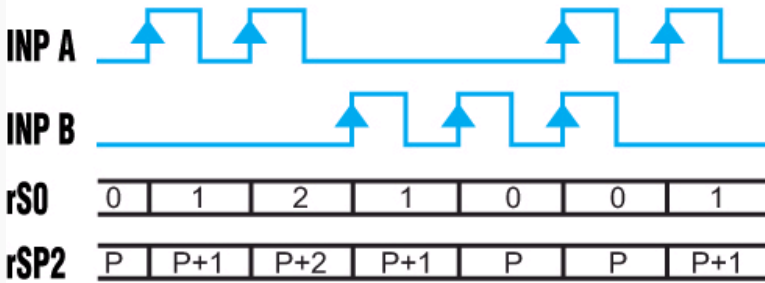 INP A
INP B
rS0 0 1 2 1 0 0 1
rSP2 P P+1 P+2 P+1 P P P+1